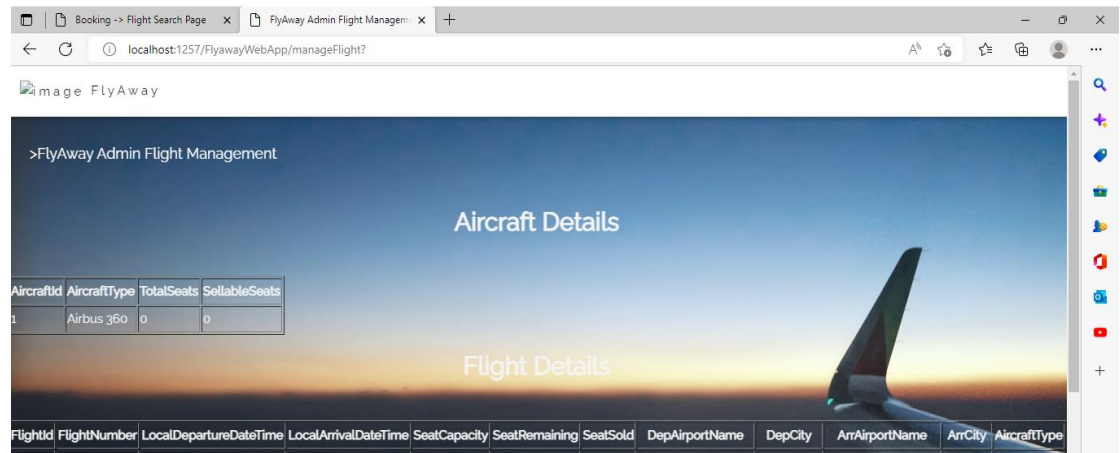 Booking -> Flight Search Page
FlyAway Admin Flight Managem
localhost:1257/FlyawayWebApp/manageFlight?
image FlyAway
>FlyAway Admin Flight Management
Aircraft Details
AircraftId AircraftType TotalSeats SellableSeats
1 Airbus 360 0 0
Flight Details
FlightId FlightNumber LocalDepartureDateTime LocalArrivalDateTime SeatCapacity SeatRemaining SeatSold DepAirportName DepCity ArrAirportName ArrCity AircraftType